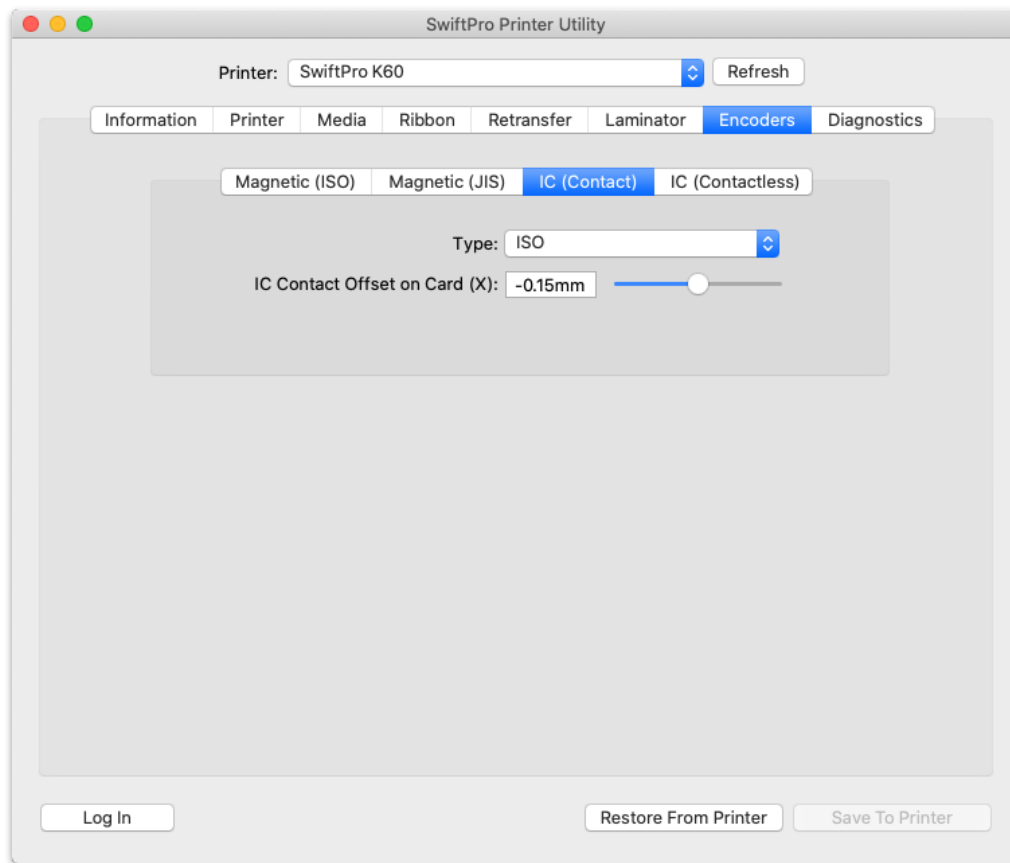 SwiftPro Printer Utility
Printer: SwiftPro K60 Refresh
Information Printer Media Ribbon Retransfer Laminator Encoders Diagnostics
Magnetic (ISO) Magnetic (JIS) IC (Contact) IC (Contactless)
Type: ISO
IC Contact Offset on Card (X): -0.15mm
Log In Restore From Printer Save To Printer